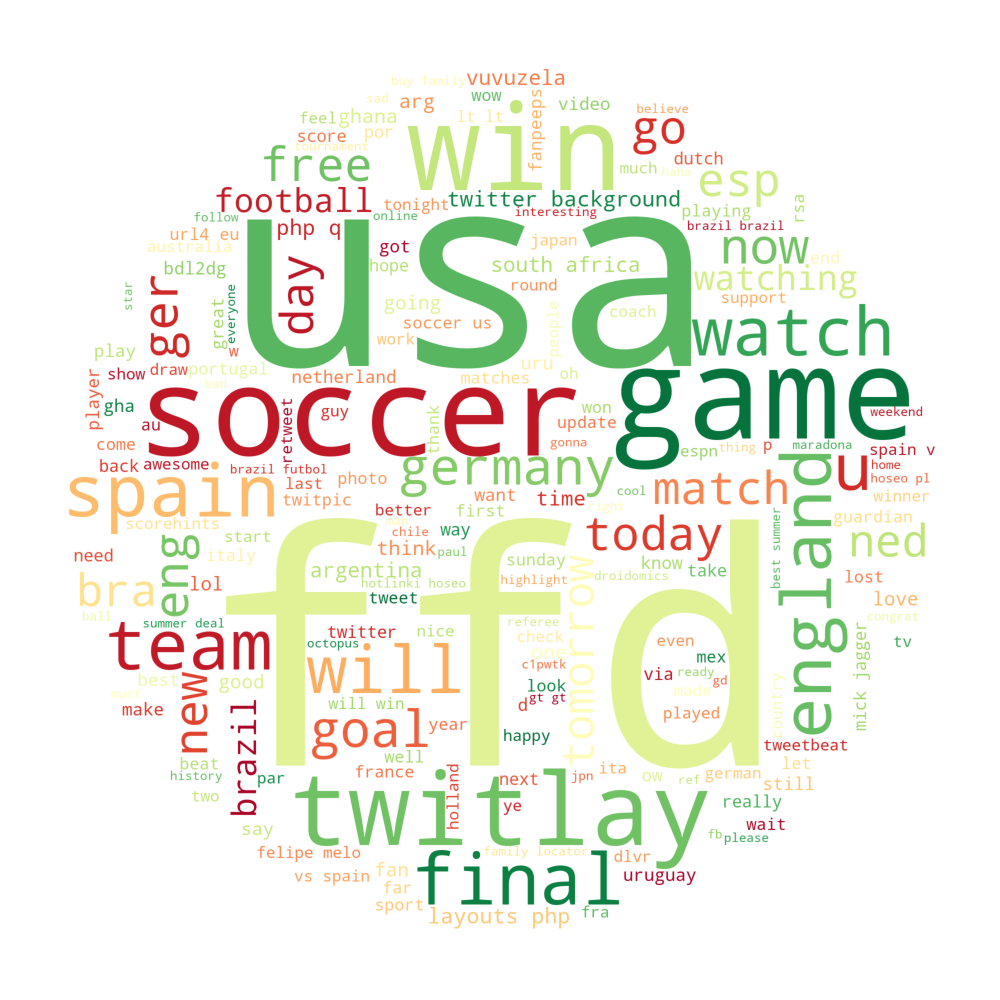 buy family
vuvuzela
sad
wow
arg
video
believe
lt lt
win
fanpeeps
feel
ghana
por
score
go
tournament
free
much
hana
dutch
esp
football
tonight
twitter background
playing
rsa
follow
php q
online
interesting
brazil brazil
usa
url4 eu
day
got
japan
now
end
australia
bdl2dg
hope
south africa
watching
round
support
star
everyone
great
ger
going
coach
people
soccer us
watch
work
w
play
draw
portugal
uru
oh
show
bad
netherland
matches
player
gha
soccer
guy
won
game
weekend
au
retweet
thank
update
gonna
come
espn
thing
p
maradona
spain v
back
awesome
brazil futbol
germany
home
last
photo
cool
u
hoseo pl
spain
twitpic
want
time
match
right
england
winner
better
first
scorehints
man
chile
way
today
guardian
start
eng
need
italy
think
paul
sunday
know
ned
argentina
hotlinki hoseo
highlight
droidomics
take
best summer
lost
bra
lol
tweet
love
ball
congrat
summer deal
ffd
team
twitter
nice
referee
check
even
tv
octopus
one
tomorrow
mick jagger
c1pwtk
mex
best
good
will
look
via
ready
made
gd
country
must
new
will win
d
gt gt
make
brazil
goal
year
played
happy
tweetbeat
beat
well
ow
let
history
par
france
holland
next
ita
jpn
ref
german
still
two
ye
twitlay
really
say
fb
please
wait
felipe melo
family locator
dlvr
vs spain
fan
final
uruguay
far
sport
layouts php
fra